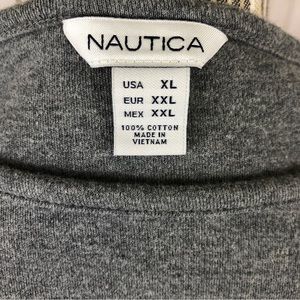 NAUTICA
USA XL
EUR XXL
MEX XXL
100% COTTON
MADE IN
VIETNAM